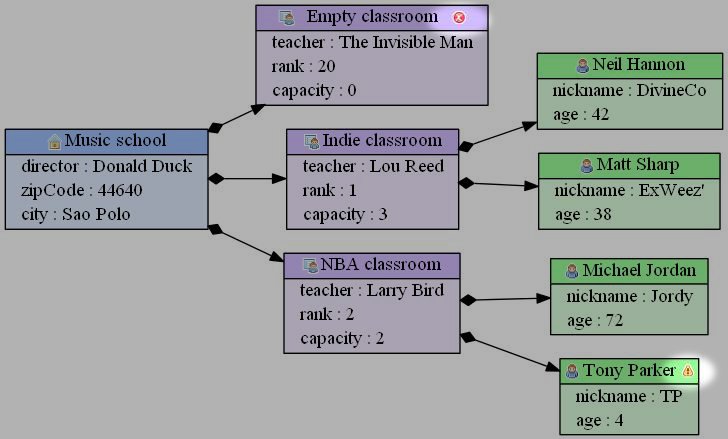 Empty classroom
teacher : The Invisible Man
rank : 20
capacity : 0
Music school
director : Donald Duck
zipCode : 44640
city : Sao Polo
Indie classroom
teacher : Lou Reed
rank : 1
capacity : 3
NBA classroom
teacher : Larry Bird
rank : 2
capacity : 2
Neil Hannon
nickname : DivineCo
age : 42
Matt Sharp
nickname : ExWeez'
age : 38
Michael Jordan
nickname : Jordy
age : 72
Tony Parker
nickname : TP
age : 4